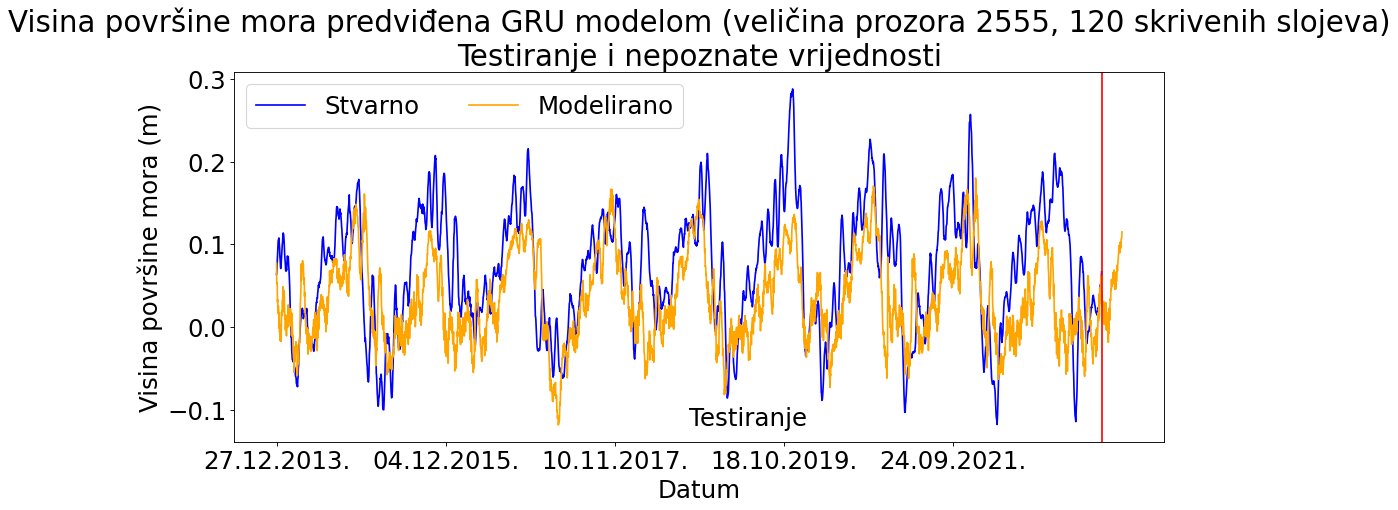 Visina površine mora predviđena GRU modelom (veličina prozora 2555, 120 skrivenih slojeva)
Testiranje i nepoznate vrijednosti
Stvarno Modelirano
Visina površine mora (m)
0.3
0.2
0.1
0.0
−0.1
Testiranje
27.12.2013. 04.12.2015. 10.11.2017. 18.10.2019. 24.09.2021.
Datum